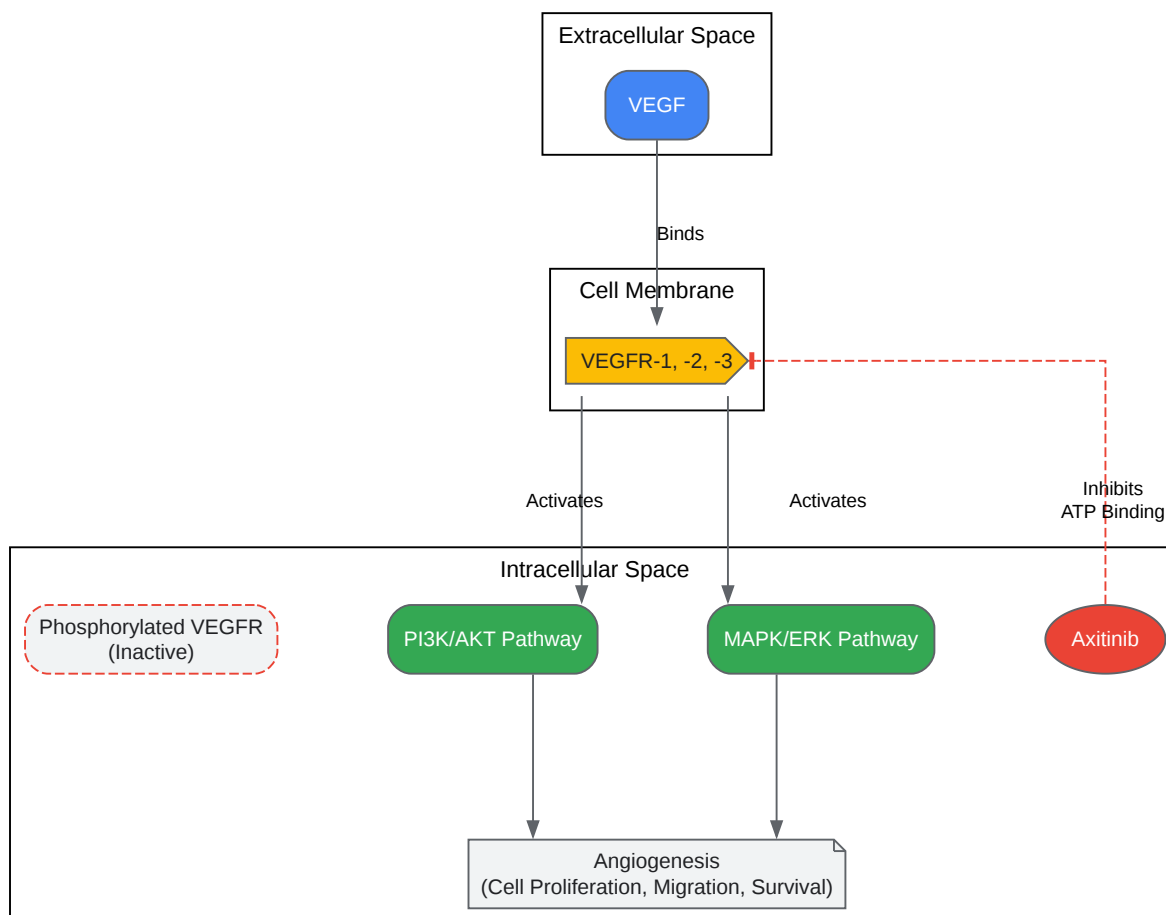 Extracellular Space
VEGF
Binds
Cell Membrane
VEGFR-1, -2, -3
Activates
Activates
Inhibits
ATP Binding
Intracellular Space
Phosphorylated VEGFR
(Inactive)
PI3K/AKT Pathway
MAPK/ERK Pathway
Axitinib
Angiogenesis
(Cell Proliferation, Migration, Survival)